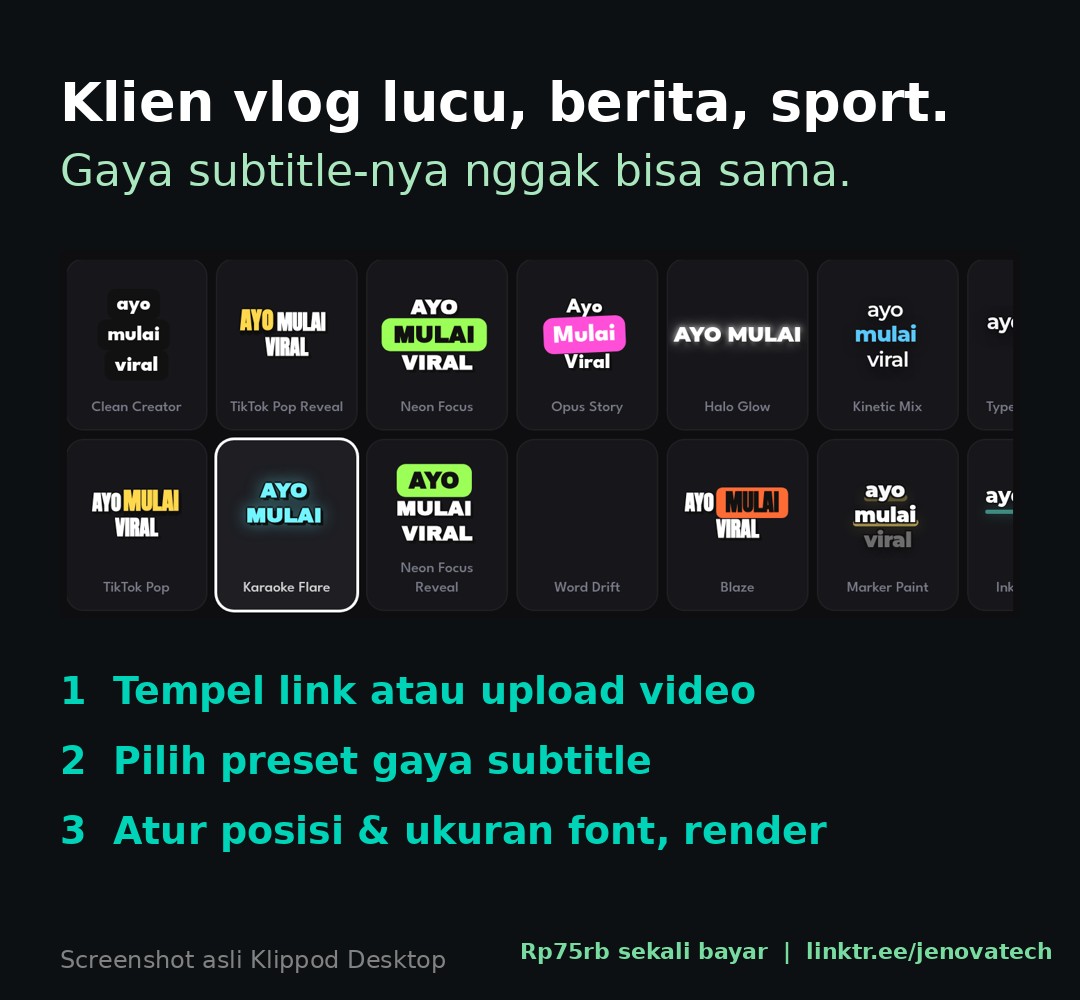 Klien vlog lucu, berita, sport.
Gaya subtitle-nya nggak bisa sama.
ayo
mulai
viral
Clean Creator
AYO MULAI
VIRAL
TikTok Pop Reveal
AYO
MULAI
VIRAL
Neon Focus
Ayo
Mulai
Viral
Opus Story
AYO MULAI
Halo Glow
ayo
mulai
viral
Kinetic Mix
AYO MULAI
VIRAL
TikTok Pop
AYO
MULAI
Karaoke Flare
AYO
MULAI
VIRAL
Neon Focus
Reveal
Word Drift
AYO MULAI
VIRAL
Blaze
ayo
mulai
viral
Marker Paint
1 Tempel link atau upload video
2 Pilih preset gaya subtitle
3 Atur posisi & ukuran font, render
Screenshot asli Klippod Desktop
Rp75rb sekali bayar | linktr.ee/jenovatech